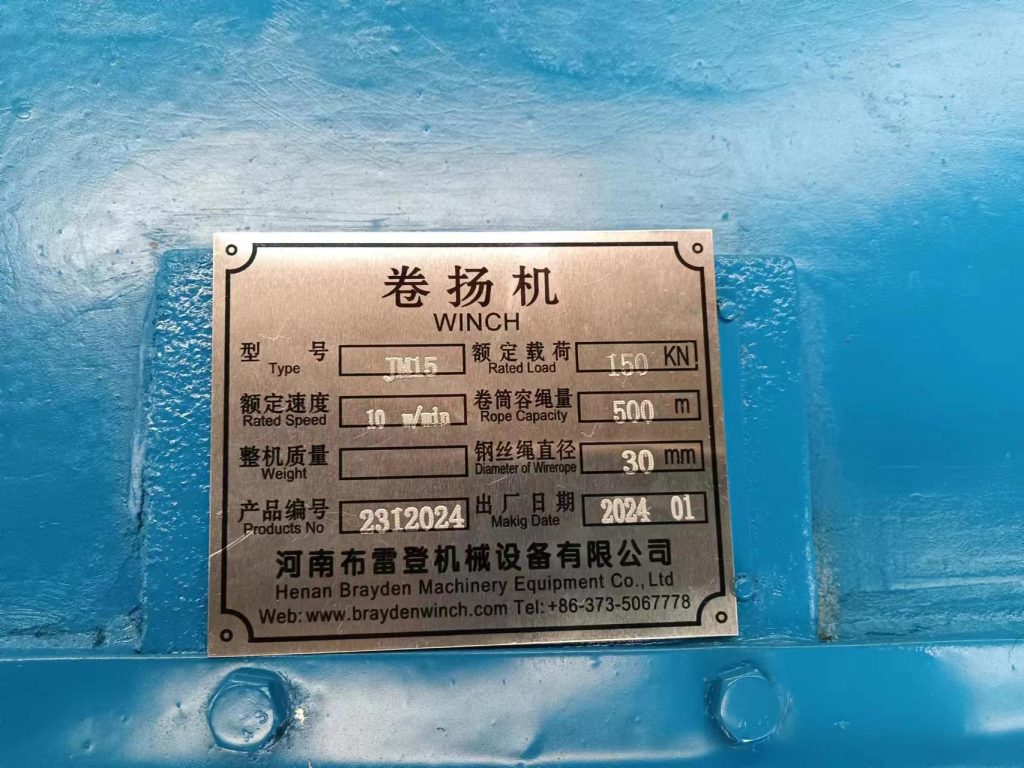 卷扬机
WINCH
型号 JM15 额定载荷 150 KN
Type Rated Load
额定速度 10 m/min 卷筒容绳量 500 m
Rated Speed Rope Capacity
整机质量 钢丝绳直径 30 mm
Weight Diameter of Wirerope
产品编号 23I2024 出厂日期 2024 01
Products No Makig Date
河南布雷登机械设备有限公司
Henan Brayden Machinery Equipment Co., Ltd
Web: www.braydenwinch.com Tel: +86-373-5067778